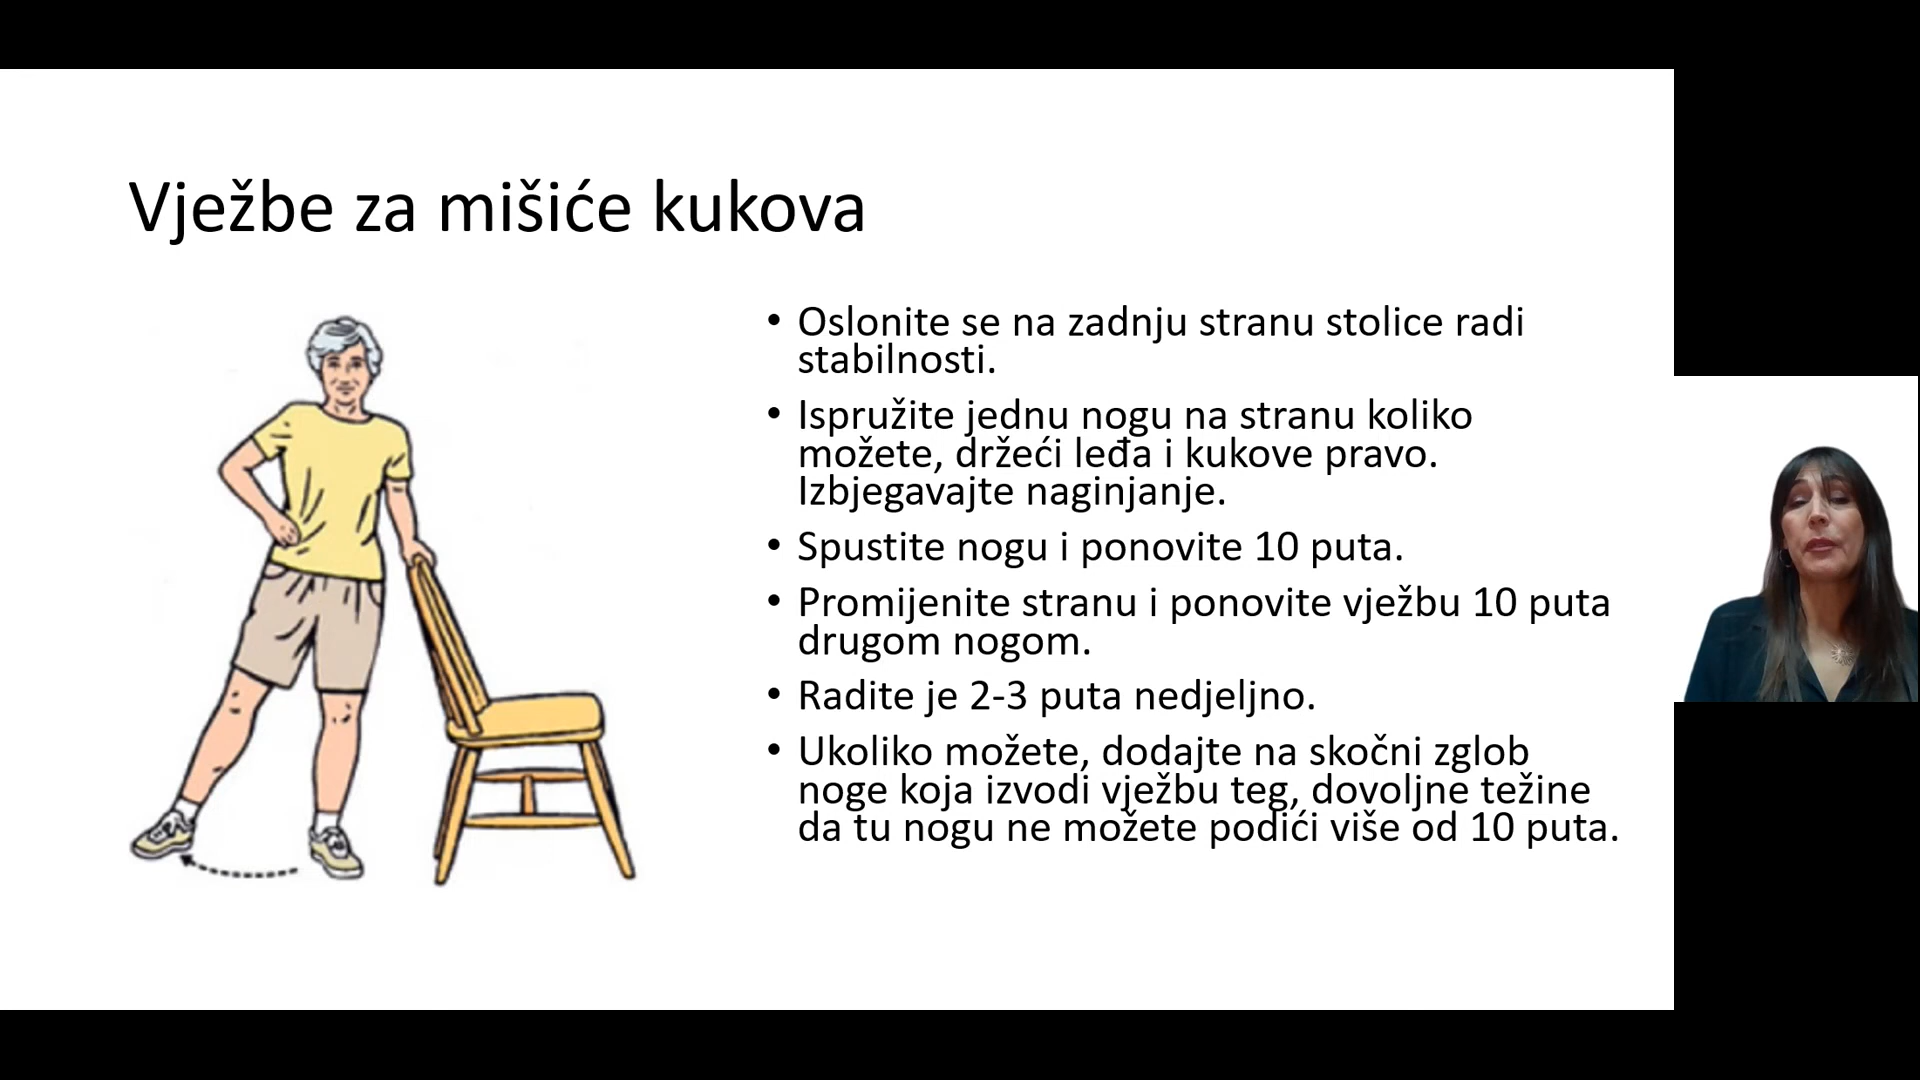 Vježbe za mišiće kukova
• Oslonite se na zadnju stranu stolice radi
stabilnosti.
• Ispružite jednu nogu na stranu koliko
možete, držeći leđa i kukove pravo.
Izbjegavajte naginjanje.
• Spustite nogu i ponovite 10 puta.
• Promijenite stranu i ponovite vježbu 10 puta
drugom nogom.
• Radite je 2-3 puta nedjeljno.
• Ukoliko možete, dodajte na skočni zglob
noge koja izvodi vježbu teg, dovoljne težine
da tu nogu ne možete podići više od 10 puta.